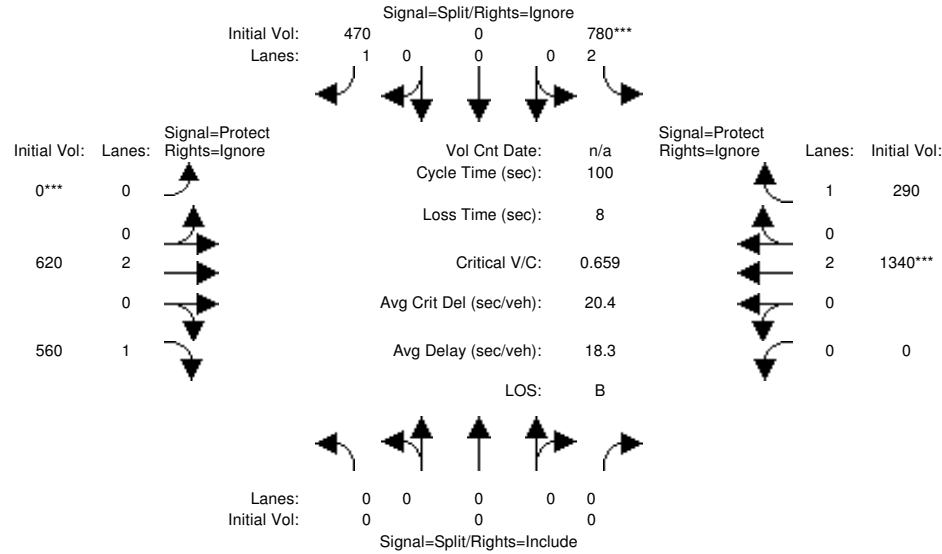 Signal=Split/Rights=Ignore
Initial Vol: 470 0 780***
Lanes: 1 0 0 0 2
Signal=Protect
Initial Vol: Lanes: Rights=Ignore
Vol Cnt Date: n/a
Signal=Protect
Rights=Ignore Lanes: Initial Vol:
Cycle Time (sec): 100
0*** 0
1 290
Loss Time (sec): 8
0
0
620 2
Critical V/C: 0.659
2 1340***
0
Avg Crit Del (sec/veh): 20.4
0
560 1
Avg Delay (sec/veh): 18.3
0 0
LOS: B
Lanes: 0 0 0 0 0
Initial Vol: 0 0 0
Signal=Split/Rights=Include